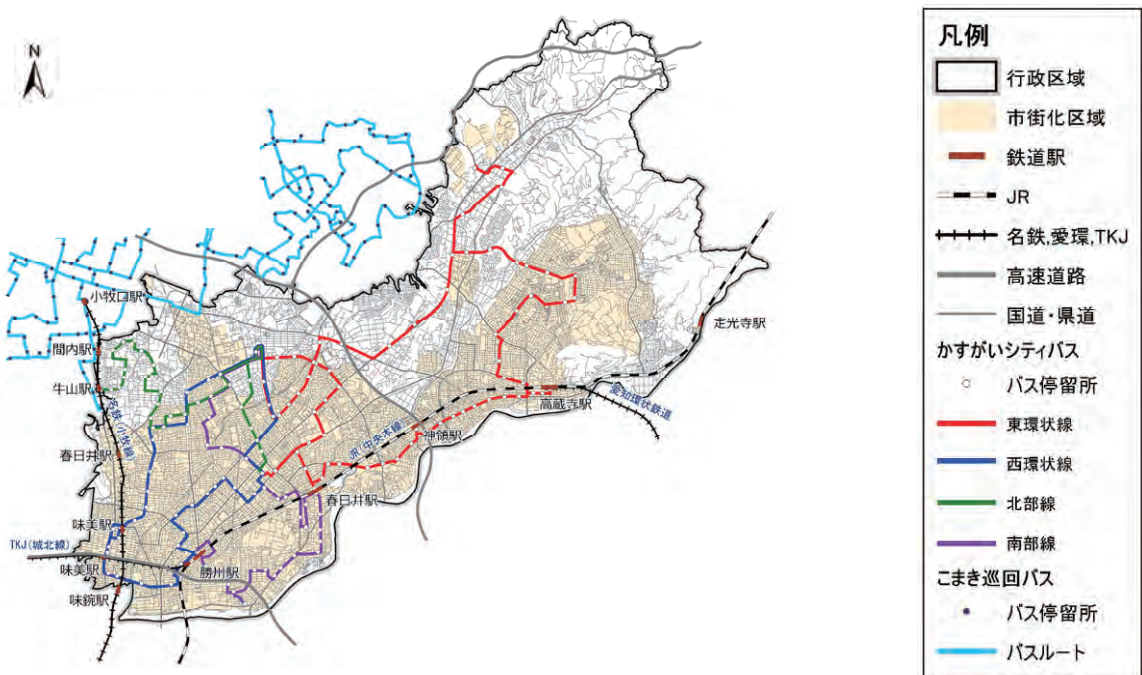 N
小牧口駅
間内駅
牛山駅
名鉄(小牧線)
春日井駅
味美駅
TKJ(城北線)
味美駅
味鋺駅
勝川駅
春日井駅
JR(中央本線)
神領駅
高蔵寺駅
愛知環状鉄道
定光寺駅
凡例
行政区域
市街化区域
鉄道駅
JR
名鉄,愛環,TKJ
高速道路
国道・県道
かすがいシティバス
バス停留所
東環状線
西環状線
北部線
南部線
こまき巡回バス
バス停留所
バスルート